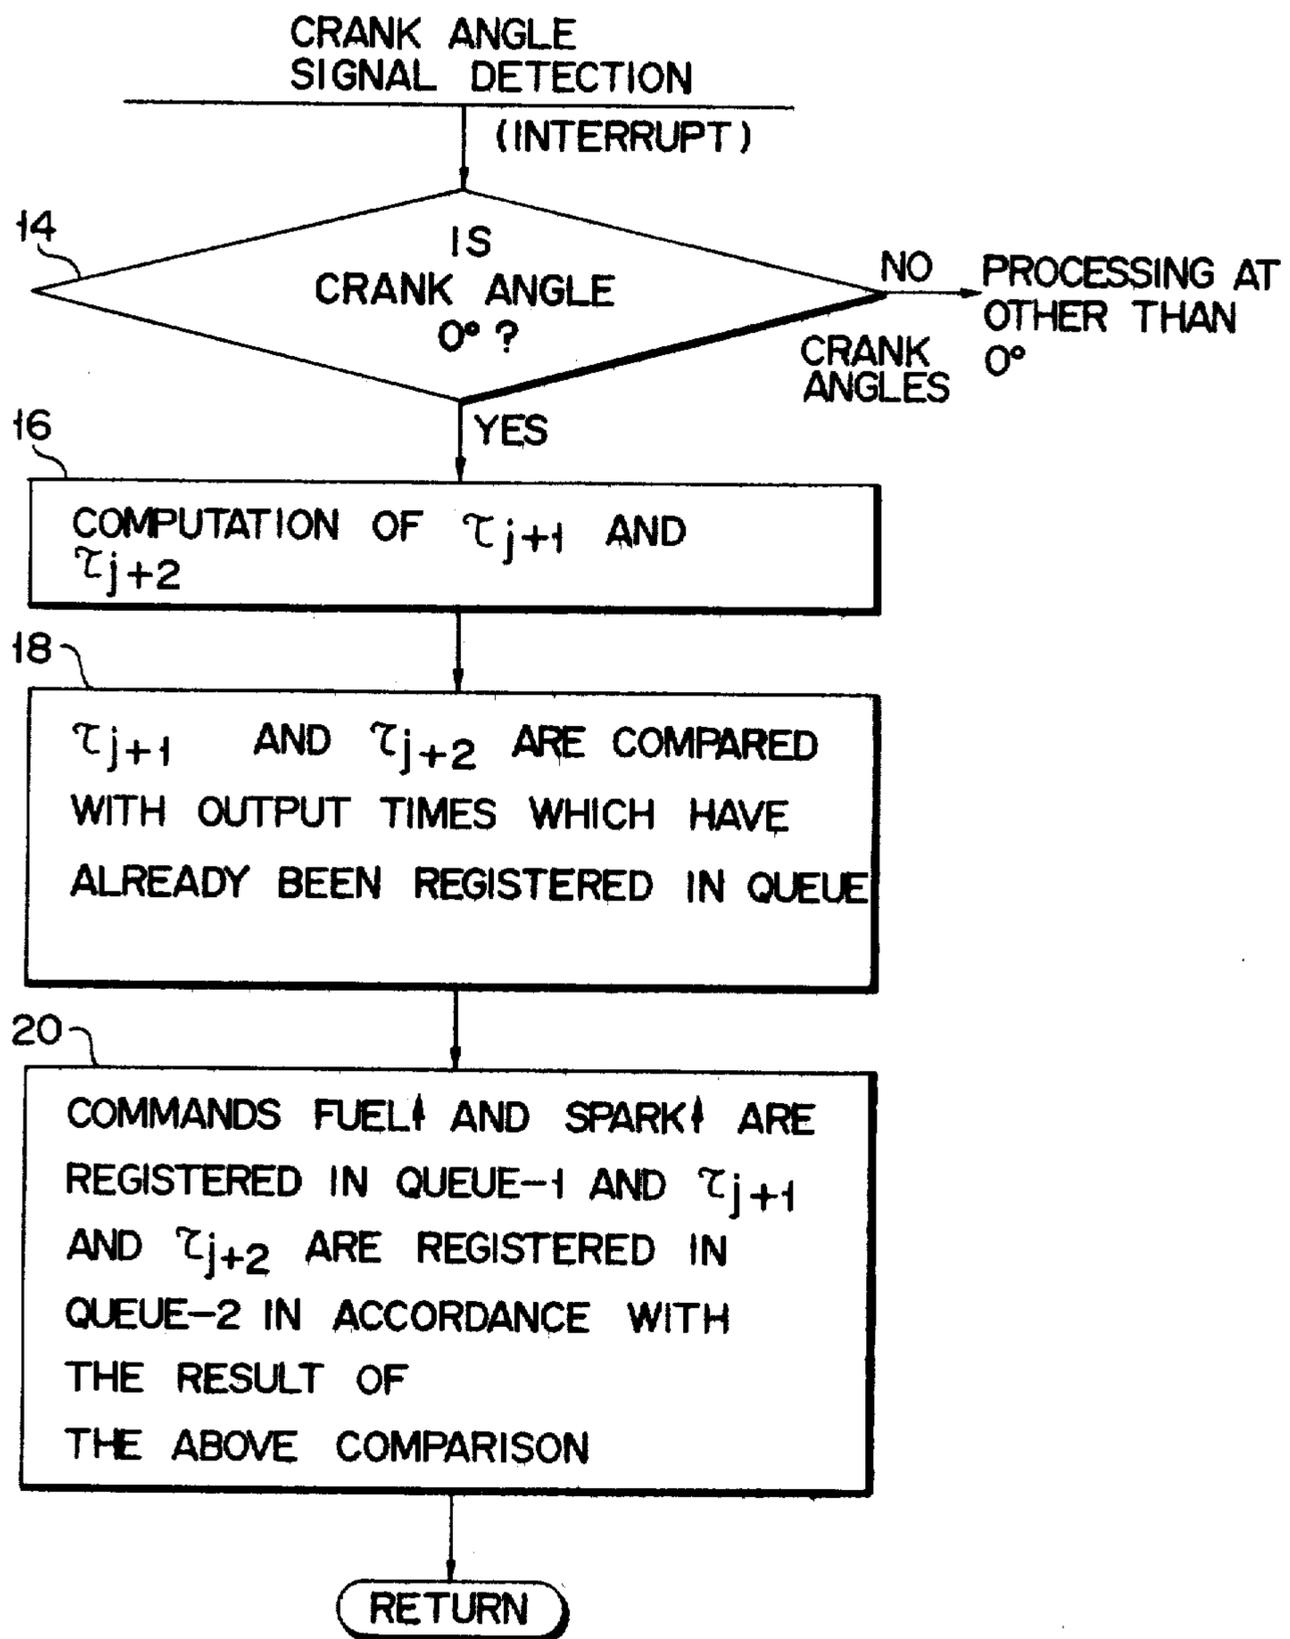 CRANK ANGLE
SIGNAL DETECTION
(INTERRUPT)
14
IS
CRANK ANGLE
0° ?
NO
PROCESSING AT
OTHER THAN
0°
CRANK
ANGLES
YES
16
COMPUTATION OF τj+1 AND
τj+2
18
τj+1 AND τj+2 ARE COMPARED
WITH OUTPUT TIMES WHICH HAVE
ALREADY BEEN REGISTERED IN QUEUE
20
COMMANDS FUEL↑ AND SPARK↑ ARE
REGISTERED IN QUEUE-1 AND τj+1
AND τj+2 ARE REGISTERED IN
QUEUE-2 IN ACCORDANCE WITH
THE RESULT OF
THE ABOVE COMPARISON
RETURN